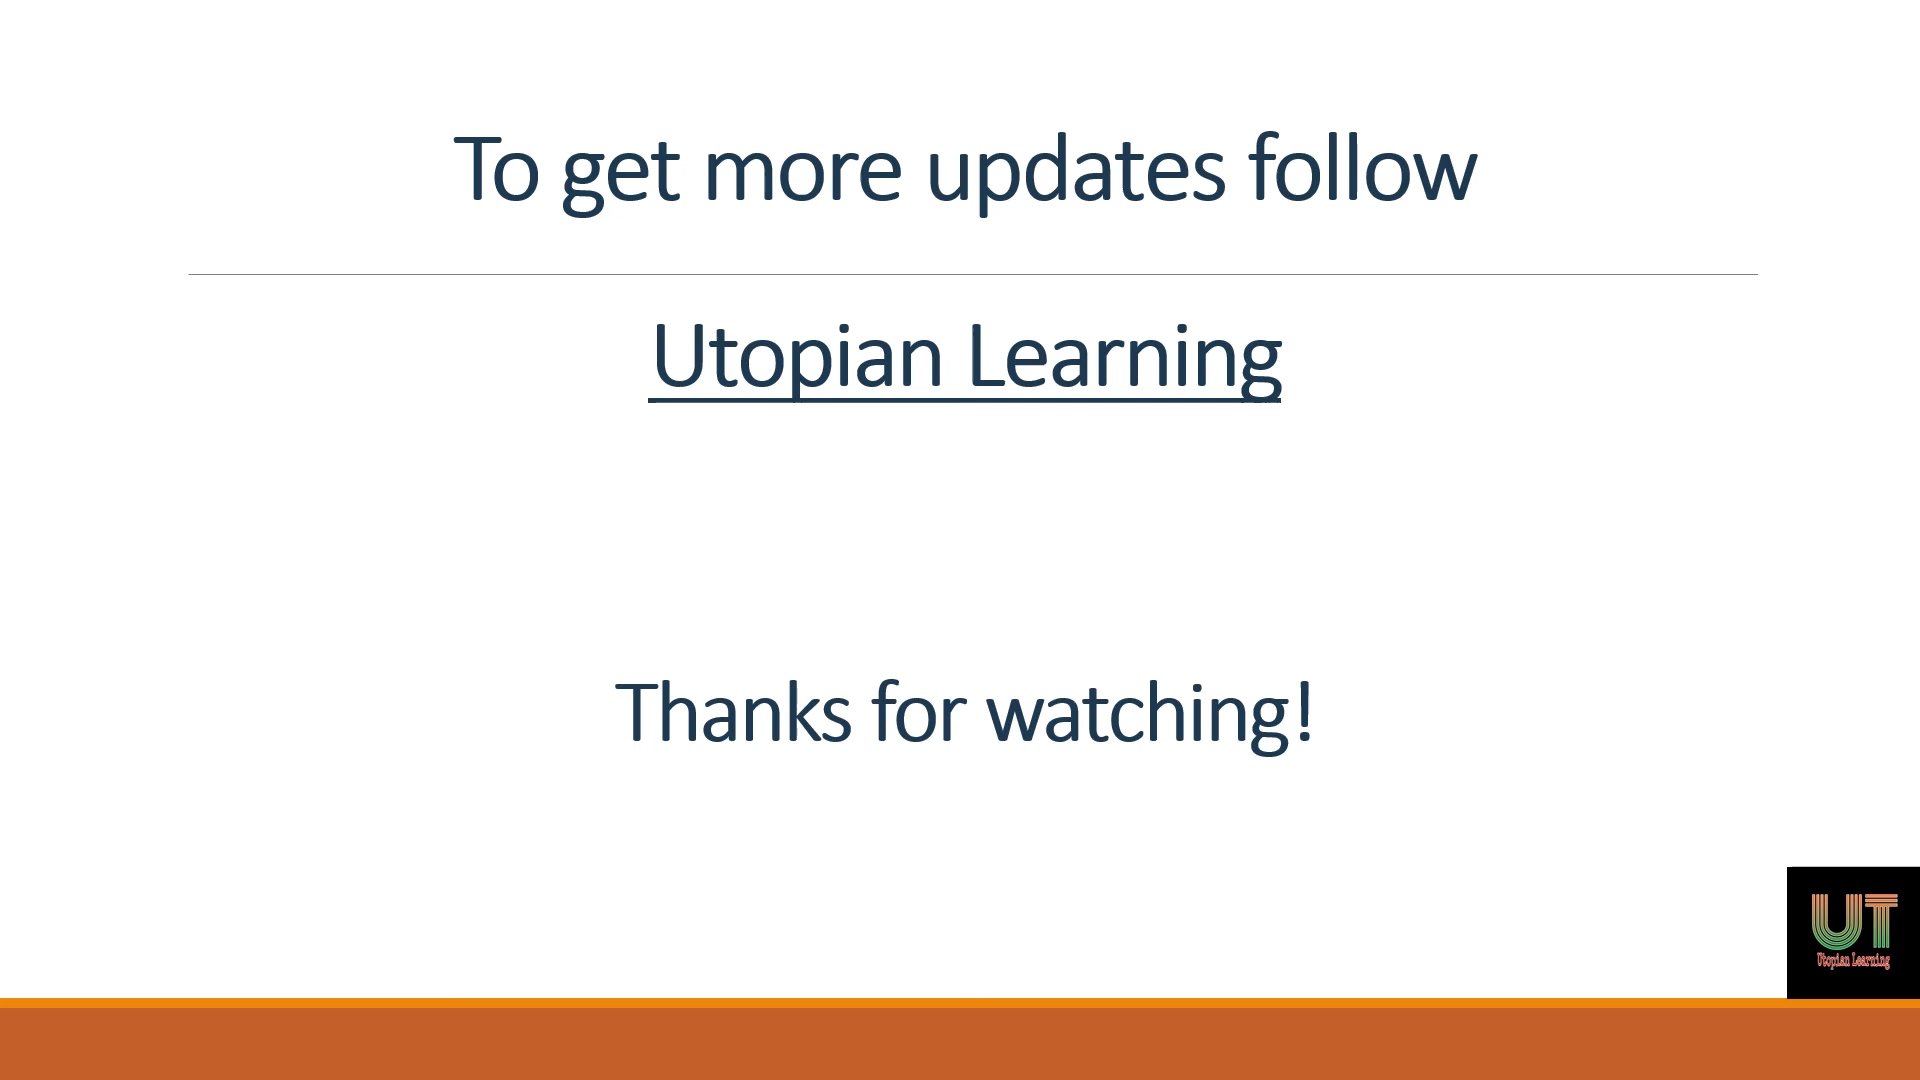 To get more updates follow
Utopian Learning
Thanks for watching!
UT
Utopian Learning